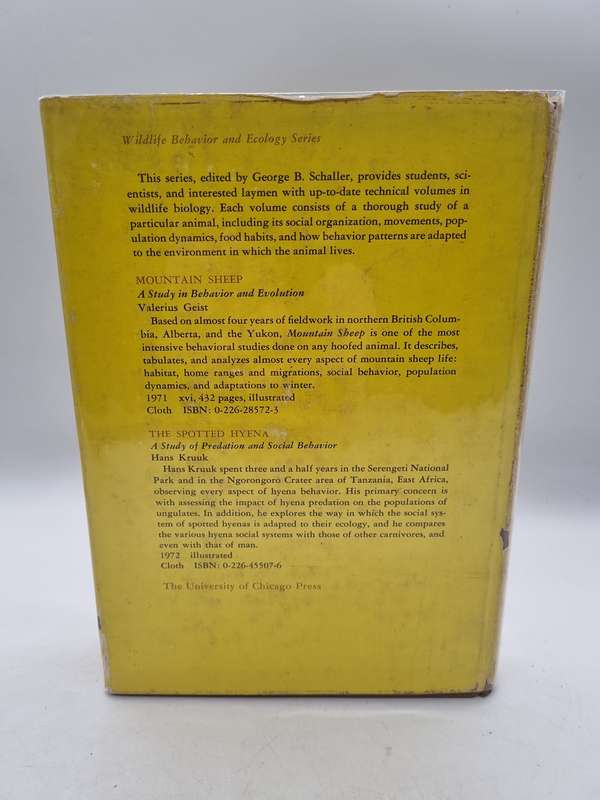 Wildlife Behavior and Ecology Series
This series, edited by George B. Schaller, provides students, sci-
entists, and interested laymen with up-to-date technical volumes in
wildlife biology. Each volume consists of a thorough study of a
particular animal, including its social organization, movements, pop-
ulation dynamics, food habits, and how behavior patterns are adapted
to the environment in which the animal lives.
MOUNTAIN SHEEP
A Study in Behavior and Evolution
Valerius Geist
Based on almost four years of fieldwork in northern British Colum-
bia, Alberta, and the Yukon, Mountain Sheep is one of the most
intensive behavioral studies done on any hoofed animal. It describes,
tabulates, and analyzes almost every aspect of mountain sheep life:
habitat, home ranges and migrations, social behavior, population
dynamics, and adaptations to winter.
1971 xvi, 432 pages, illustrated
Cloth ISBN: 0-226-28572-3
THE SPOTTED HYENA
A Study of Predation and Social Behavior
Hans Kruuk
Hans Kruuk spent three and a half years in the Serengeti National
Park and in the Ngorongoro Crater area of Tanzania, East Africa,
observing every aspect of hyena behavior. His primary concern is
with assessing the impact of hyena predation on the populations of
ungulates. In addition, he explores the way in which the social sys-
tem of spotted hyenas is adapted to their ecology, and he compares
the various hyena social systems with those of other carnivores, and
even with that of man.
1972 illustrated
Cloth ISBN: 0-226-45507-6
The University of Chicago Press